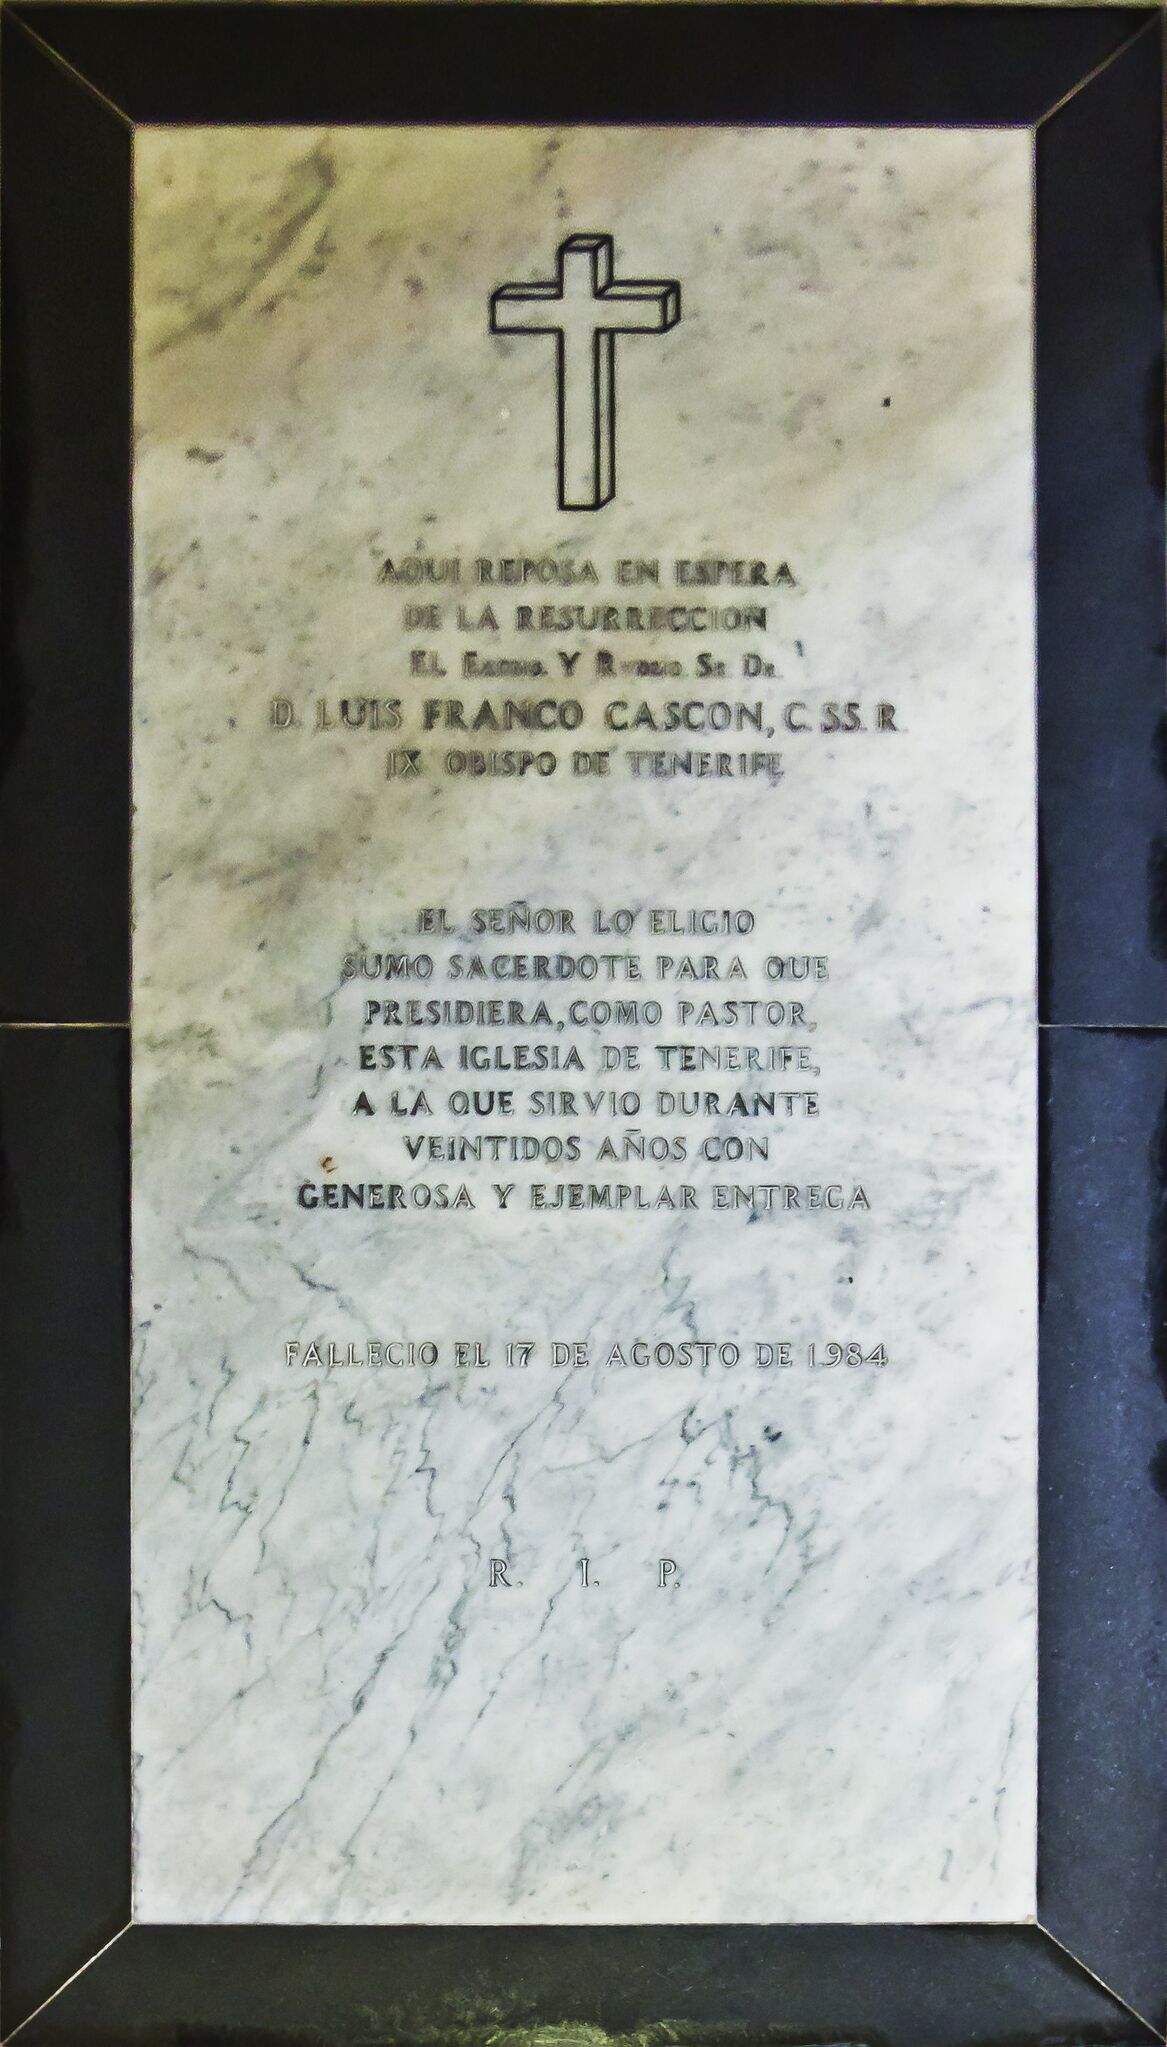 AQUI REPOSA EN ESPERA
DE LA RESURRECCION
EL EXCMO. Y RVDMO. SR. DR.
D. LUIS FRANCO CASCON, C. SS. R.
IX OBISPO DE TENERIFE
EL SEÑOR LO ELIGIO
SUMO SACERDOTE PARA QUE
PRESIDIERA, COMO PASTOR,
ESTA IGLESIA DE TENERIFE,
A LA QUE SIRVIO DURANTE
VEINTIDOS AÑOS CON
GENEROSA Y EJEMPLAR ENTREGA
FALLECIO EL 17 DE AGOSTO DE 1.984
R. I. P.